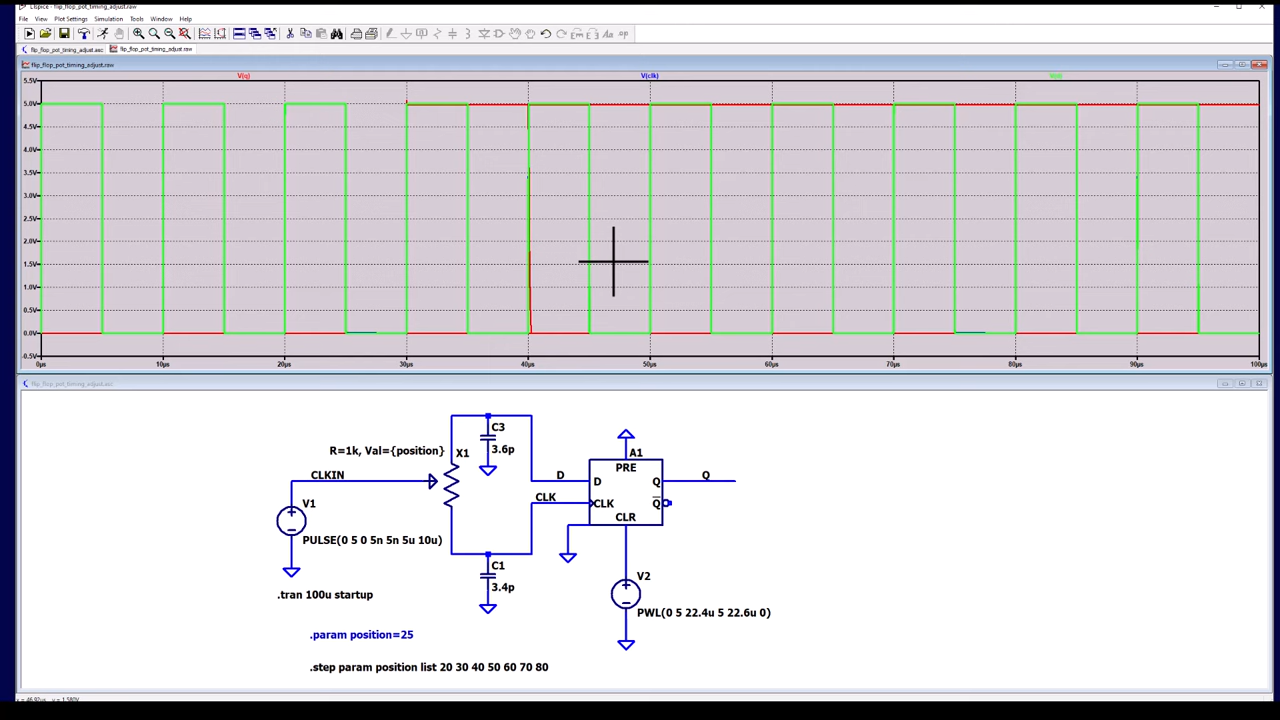 LTspice - flip_flop_pot_timing_adjust.raw
File View Plot Settings Simulation Tools Window Help
flip_flop_pot_timing_adjust.asc flip_flop_pot_timing_adjust.raw
flip_flop_pot_timing_adjust.raw
V(q) V(clk)
5.5V
5.0V
4.5V
4.0V
3.5V
3.0V
2.5V
2.0V
1.5V
1.0V
0.5V
0.0V
-0.5V
0µs 10µs 20µs 30µs 40µs 50µs 60µs 70µs 80µs 90µs 100µs
flip_flop_pot_timing_adjust.asc
C3
R=1k, Val={position} X1 3.6p A1
PRE
CLKIN D D Q Q
CLK CLK Q
V1 CLR
PULSE(0 5 0 5n 5n 5u 10u)
C1
3.4p V2
.tran 100u startup PWL(0 5 22.4u 5 22.6u 0)
.param position=25
.step param position list 20 30 40 50 60 70 80